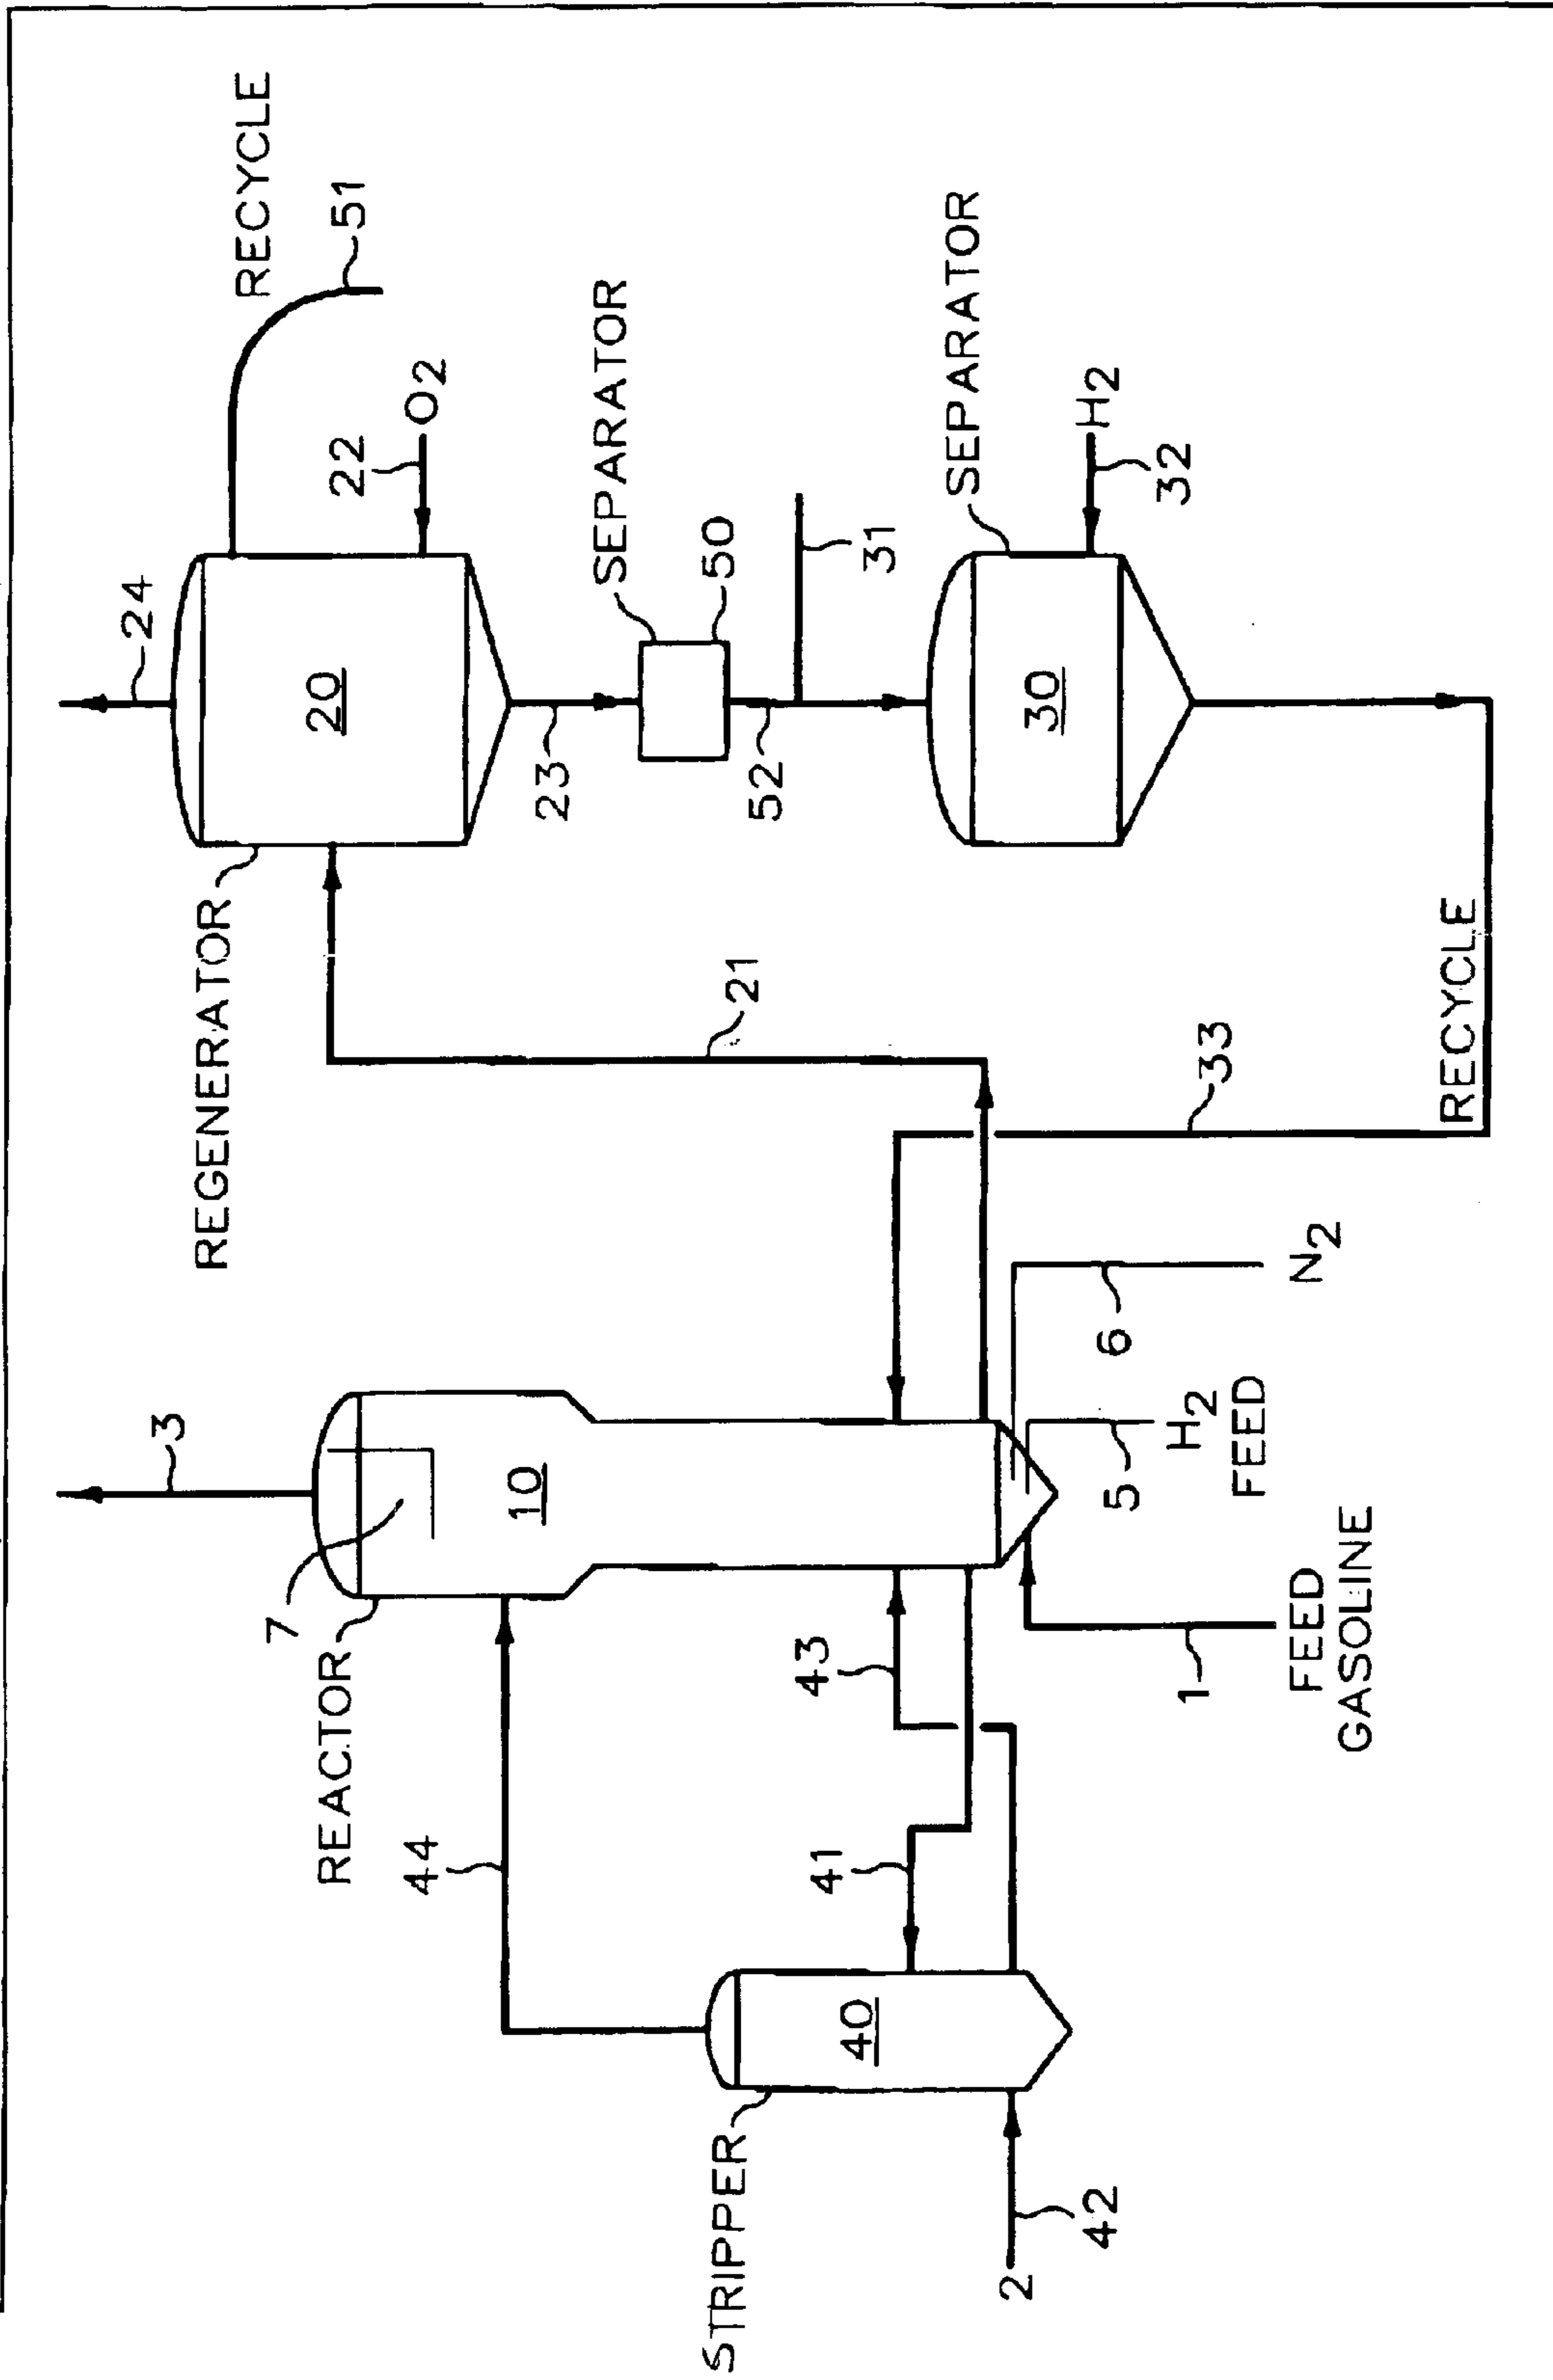 3
24
REGENERATOR
RECYCLE
7
REACTOR
20
22
51
44
O2
10
23
SEPARATOR
STRIPPER
21
50
52
43
41
40
31
SEPARATOR
2
30
42
5
6
H2
32
1
H2
FEED
33
FEED
GASOLINE
N2
RECYCLE